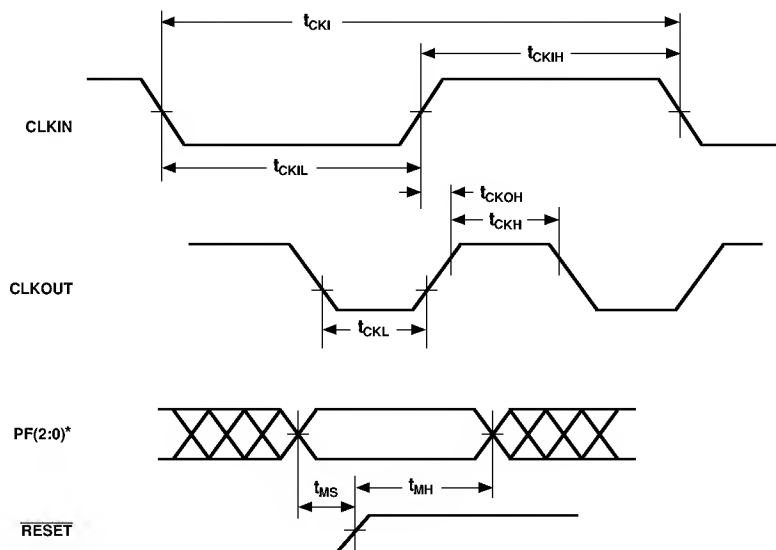 tCKI
tCKIH
CLKIN
tCKIL
tCKOH
tCKH
CLKOUT
tCKL
PF(2:0)*
tMS
tMH
RESET